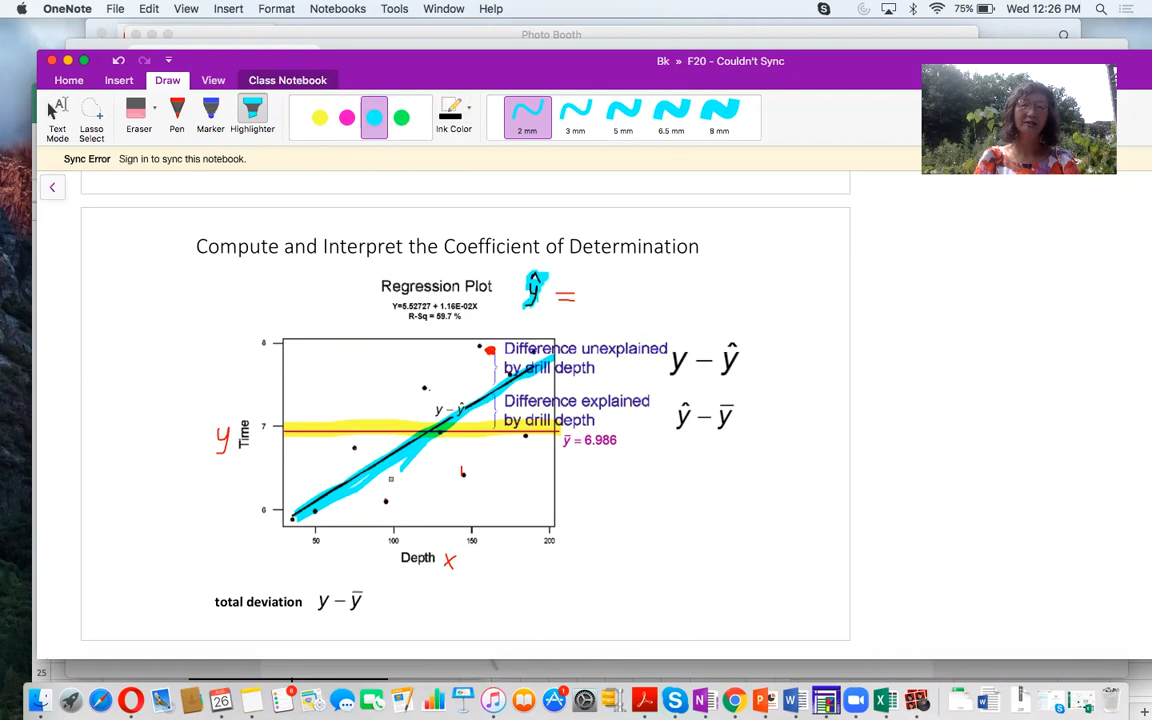 OneNote File Edit View Insert Format Notebooks Tools Window Help 75% Wed 12:26 PM
Photo Booth
Bk » F20 - Couldn't Sync
Home Insert Draw View Class Notebook
Text Mode
Lasso Select
Eraser
Pen
Marker
Highlighter
Ink Color
2 mm
3 mm
5 mm
6.5 mm
8 mm
Sync Error Sign in to sync this notebook.
Compute and Interpret the Coefficient of Determination
Regression Plot
Y=5.52727 + 1.16E-02X
R-Sq = 59.7 %
ŷ =
8
7
6
y Time
Difference unexplained
by drill depth
y − ŷ
y − ŷ
Difference explained
by drill depth
ŷ − ȳ
ȳ = 6.986
50 100 150 200
Depth x
total deviation y − ȳ
25
26
8
1